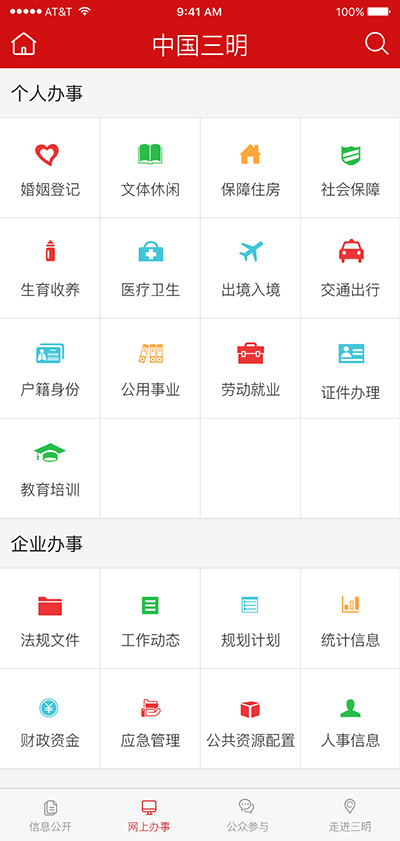 AT&T 9:41 AM 100%
中国三明
个人办事
婚姻登记 文体休闲 保障住房 社会保障
生育收养 医疗卫生 出境入境 交通出行
户籍身份 公用事业 劳动就业 证件办理
教育培训
企业办事
法规文件 工作动态 规划计划 统计信息
¥
财政资金 应急管理 公共资源配置 人事信息
信息公开 网上办事 公众参与 走进三明